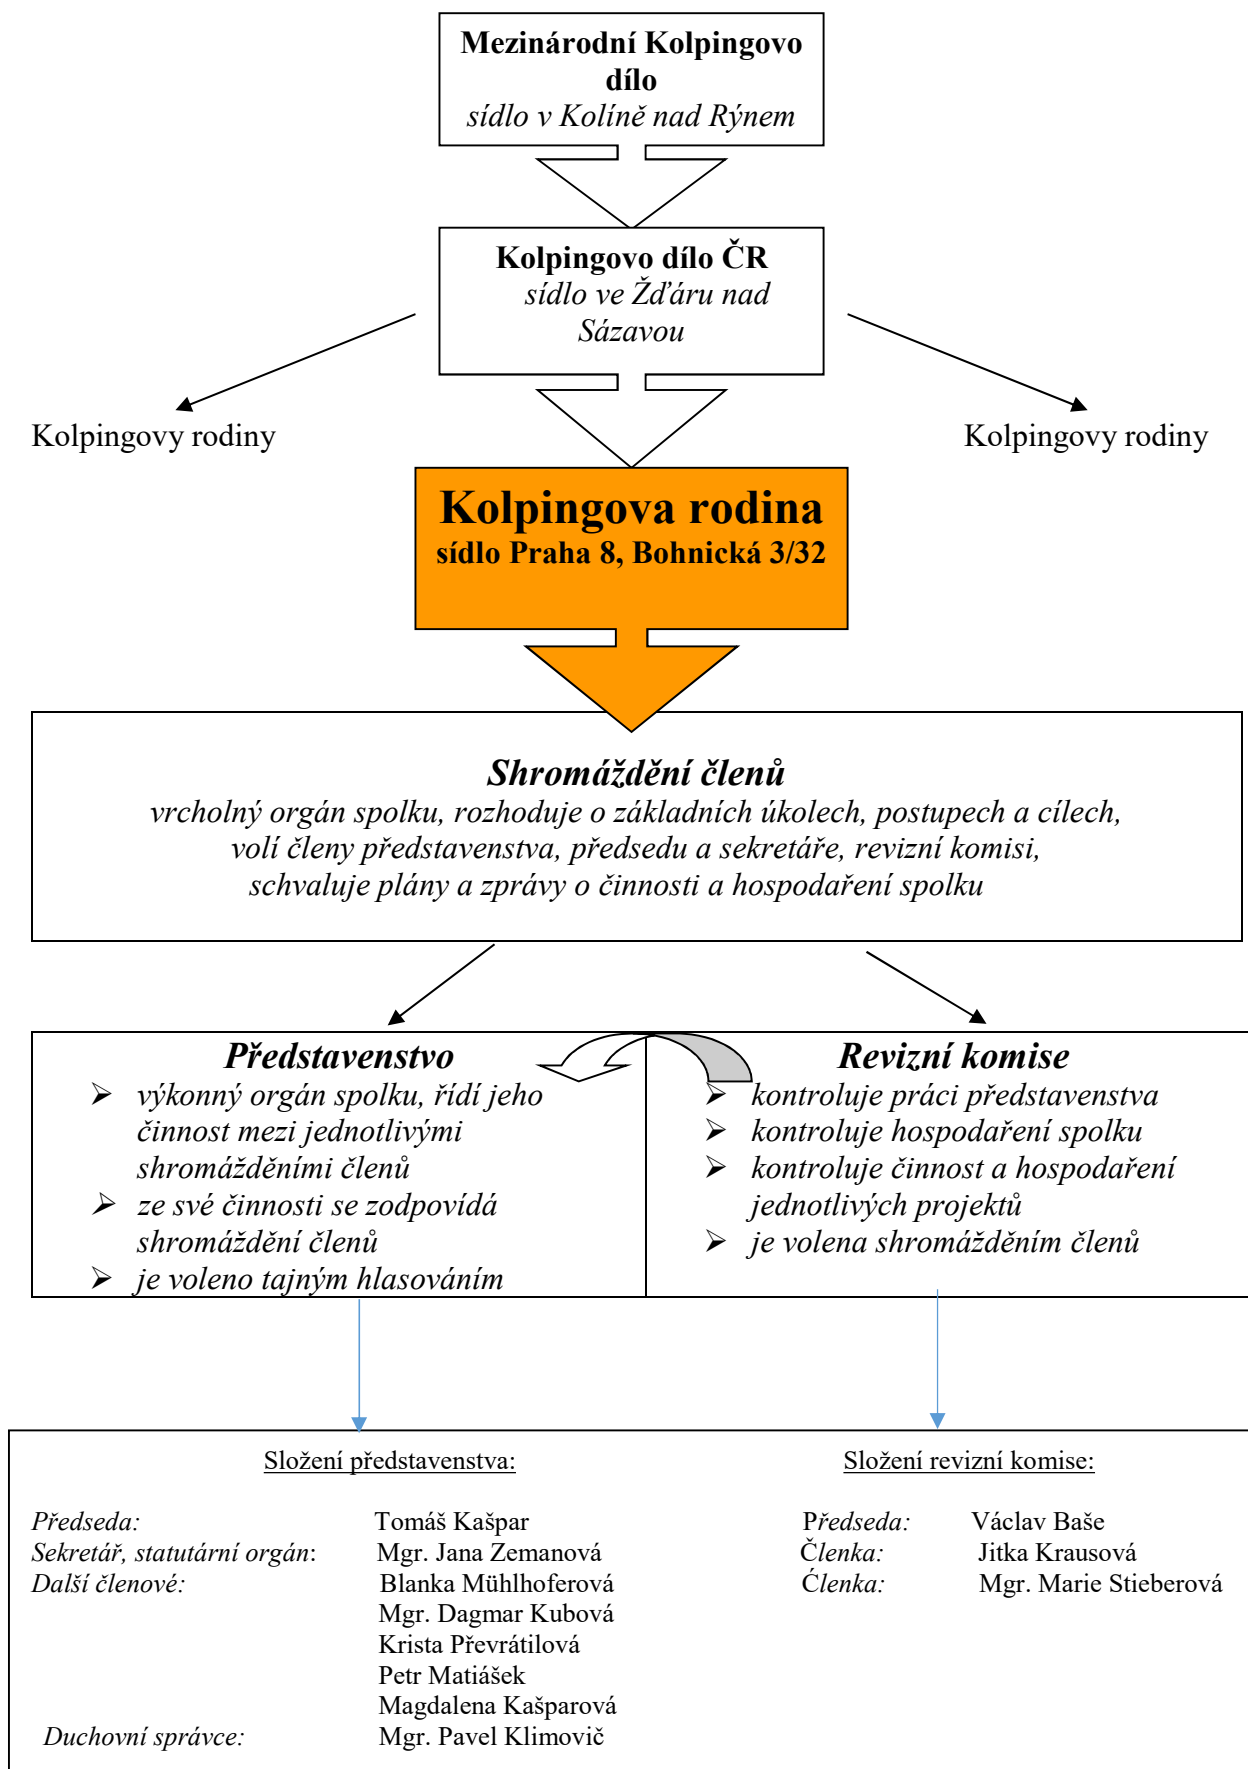 Mezinárodní Kolpingovo
dílo
sídlo v Kolíně nad Rýnem
Kolpingovo dílo ČR
sídlo ve Žďáru nad
Sázavou
Kolpingovy rodiny
Kolpingovy rodiny
Kolpingova rodina
sídlo Praha 8, Bohnická 3/32
Shromáždění členů
vrcholný orgán spolku, rozhoduje o základních úkolech, postupech a cílech,
volí členy představenstva, předsedu a sekretáře, revizní komisi,
schvaluje plány a zprávy o činnosti a hospodaření spolku
Představenstvo
➢ výkonný orgán spolku, řídí jeho
činnost mezi jednotlivými
shromážděními členů
➢ ze své činnosti se zodpovídá
shromáždění členů
➢ je voleno tajným hlasováním
Revizní komise
➢ kontroluje práci představenstva
➢ kontroluje hospodaření spolku
➢ kontroluje činnost a hospodaření
jednotlivých projektů
➢ je volena shromážděním členů
Složení představenstva:
Předseda: Tomáš Kašpar
Sekretář, statutární orgán: Mgr. Jana Zemanová
Další členové: Blanka Mühlhoferová
Mgr. Dagmar Kubová
Krista Převrátilová
Petr Matiášek
Magdalena Kašparová
Duchovní správce: Mgr. Pavel Klimovič
Složení revizní komise:
Předseda: Václav Baše
Členka: Jitka Krausová
Ćlenka: Mgr. Marie Stieberová